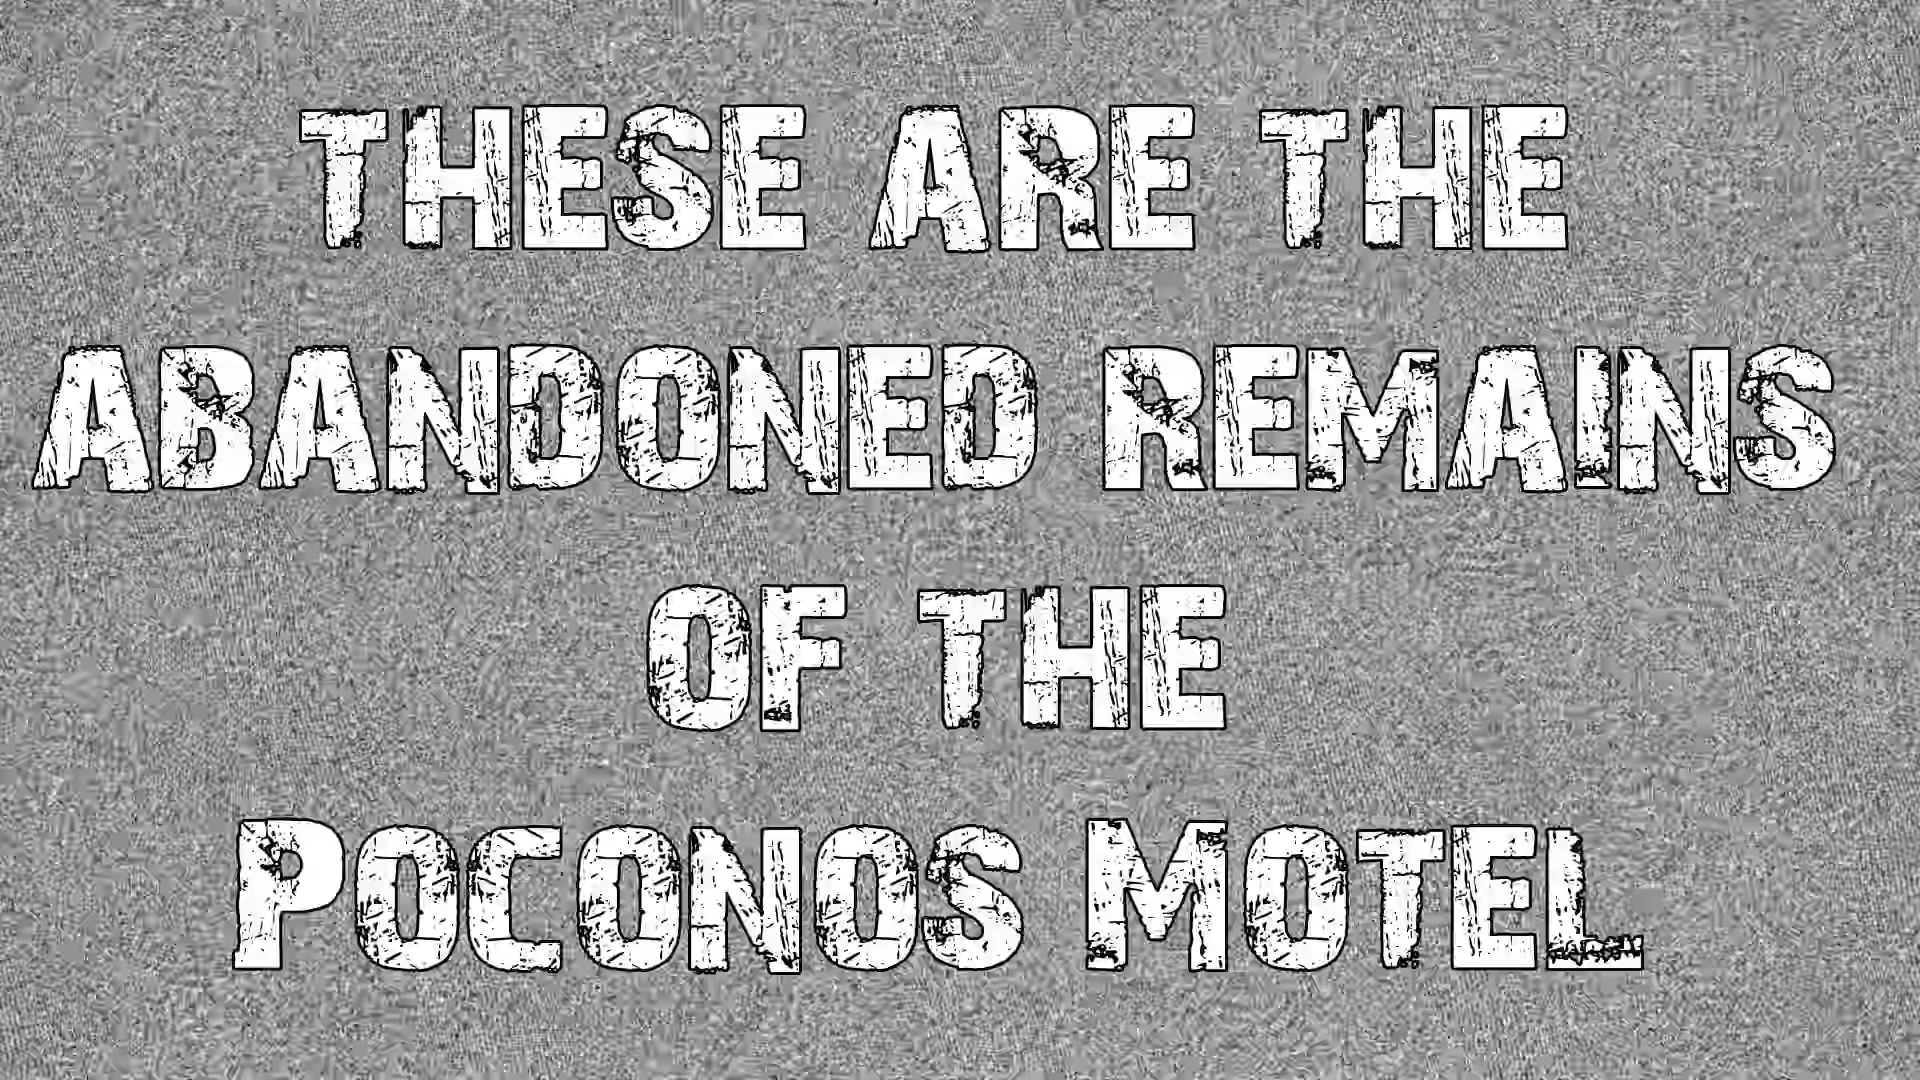 THESE ARE THE
ABANDONED REMAINS
OF THE
POCONOS MOTEL